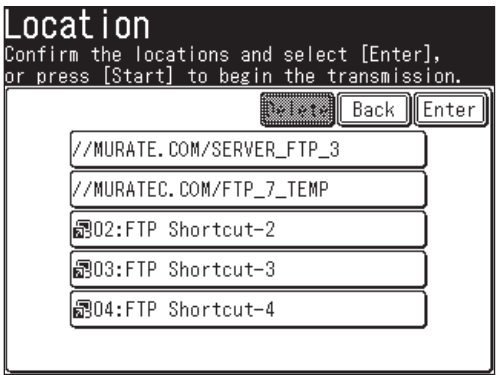 Location
Confirm the locations and select [Enter],
or press [Start] to begin the transmission.
Delete Back Enter
//MURATE.COM/SERVER_FTP_3
//MURATEC.COM/FTP_7_TEMP
02:FTP Shortcut-2
03:FTP Shortcut-3
04:FTP Shortcut-4